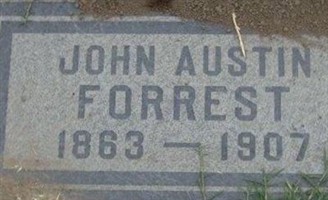 JOHN AUSTIN
FORREST
1863 — 1907